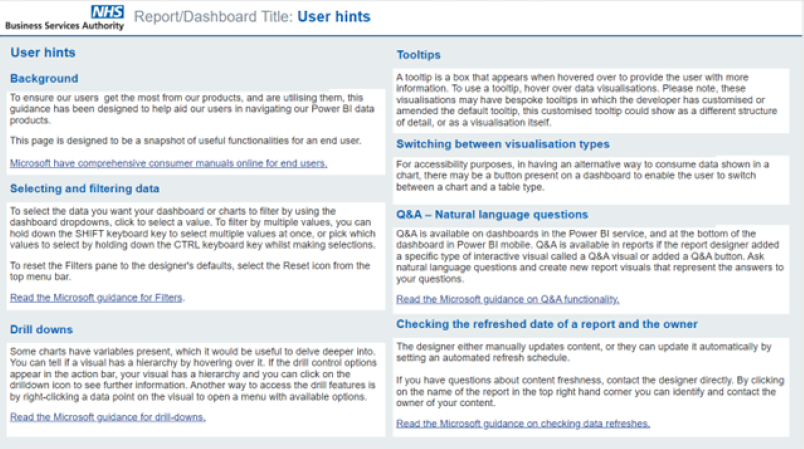 NHS
Business Services Authority
Report/Dashboard Title: User hints
User hints
Background
To ensure our users get the most from our products, and are utilising them, this
guidance has been designed to help aid our users in navigating our Power BI data
products.
This page is designed to be a snapshot of useful functionalities for an end user.
Microsoft have comprehensive consumer manuals online for end users.
Selecting and filtering data
To select the data you want your dashboard or charts to filter by using the
dashboard dropdowns, click to select a value. To filter by multiple values, you can
hold down the SHIFT keyboard key to select multiple values at once, or pick which
values to select by holding down the CTRL keyboard key whilst making selections.
To reset the Filters pane to the designer's defaults, select the Reset icon from the
top menu bar.
Read the Microsoft guidance for Filters.
Drill downs
Some charts have variables present, which it would be useful to delve deeper into.
You can tell if a visual has a hierarchy by hovering over it. If the drill control options
appear in the action bar, your visual has a hierarchy and you can click on the
drilldown icon to see further information. Another way to access the drill features is
by right-clicking a data point on the visual to open a menu with available options.
Read the Microsoft guidance for drill-downs.
Tooltips
A tooltip is a box that appears when hovered over to provide the user with more
information. To use a tooltip, hover over data visualisations. Please note, these
visualisations may have bespoke tooltips in which the developer has customised or
amended the default tooltip, this customised tooltip could show as a different structure
of detail, or as a visualisation itself.
Switching between visualisation types
For accessibility purposes, in having an alternative way to consume data shown in a
chart, there may be a button present on a dashboard to enable the user to switch
between a chart and a table type.
Q&A – Natural language questions
Q&A is available on dashboards in the Power BI service, and at the bottom of the
dashboard in Power BI mobile. Q&A is available in reports if the report designer added
a specific type of interactive visual called a Q&A visual or added a Q&A button. Ask
natural language questions and create new report visuals that represent the answers to
your questions.
Read the Microsoft guidance on Q&A functionality.
Checking the refreshed date of a report and the owner
The designer either manually updates content, or they can update it automatically by
setting an automated refresh schedule.
If you have questions about content freshness, contact the designer directly. By clicking
on the name of the report in the top right hand corner you can identify and contact the
owner of your content.
Read the Microsoft guidance on checking data refreshes.